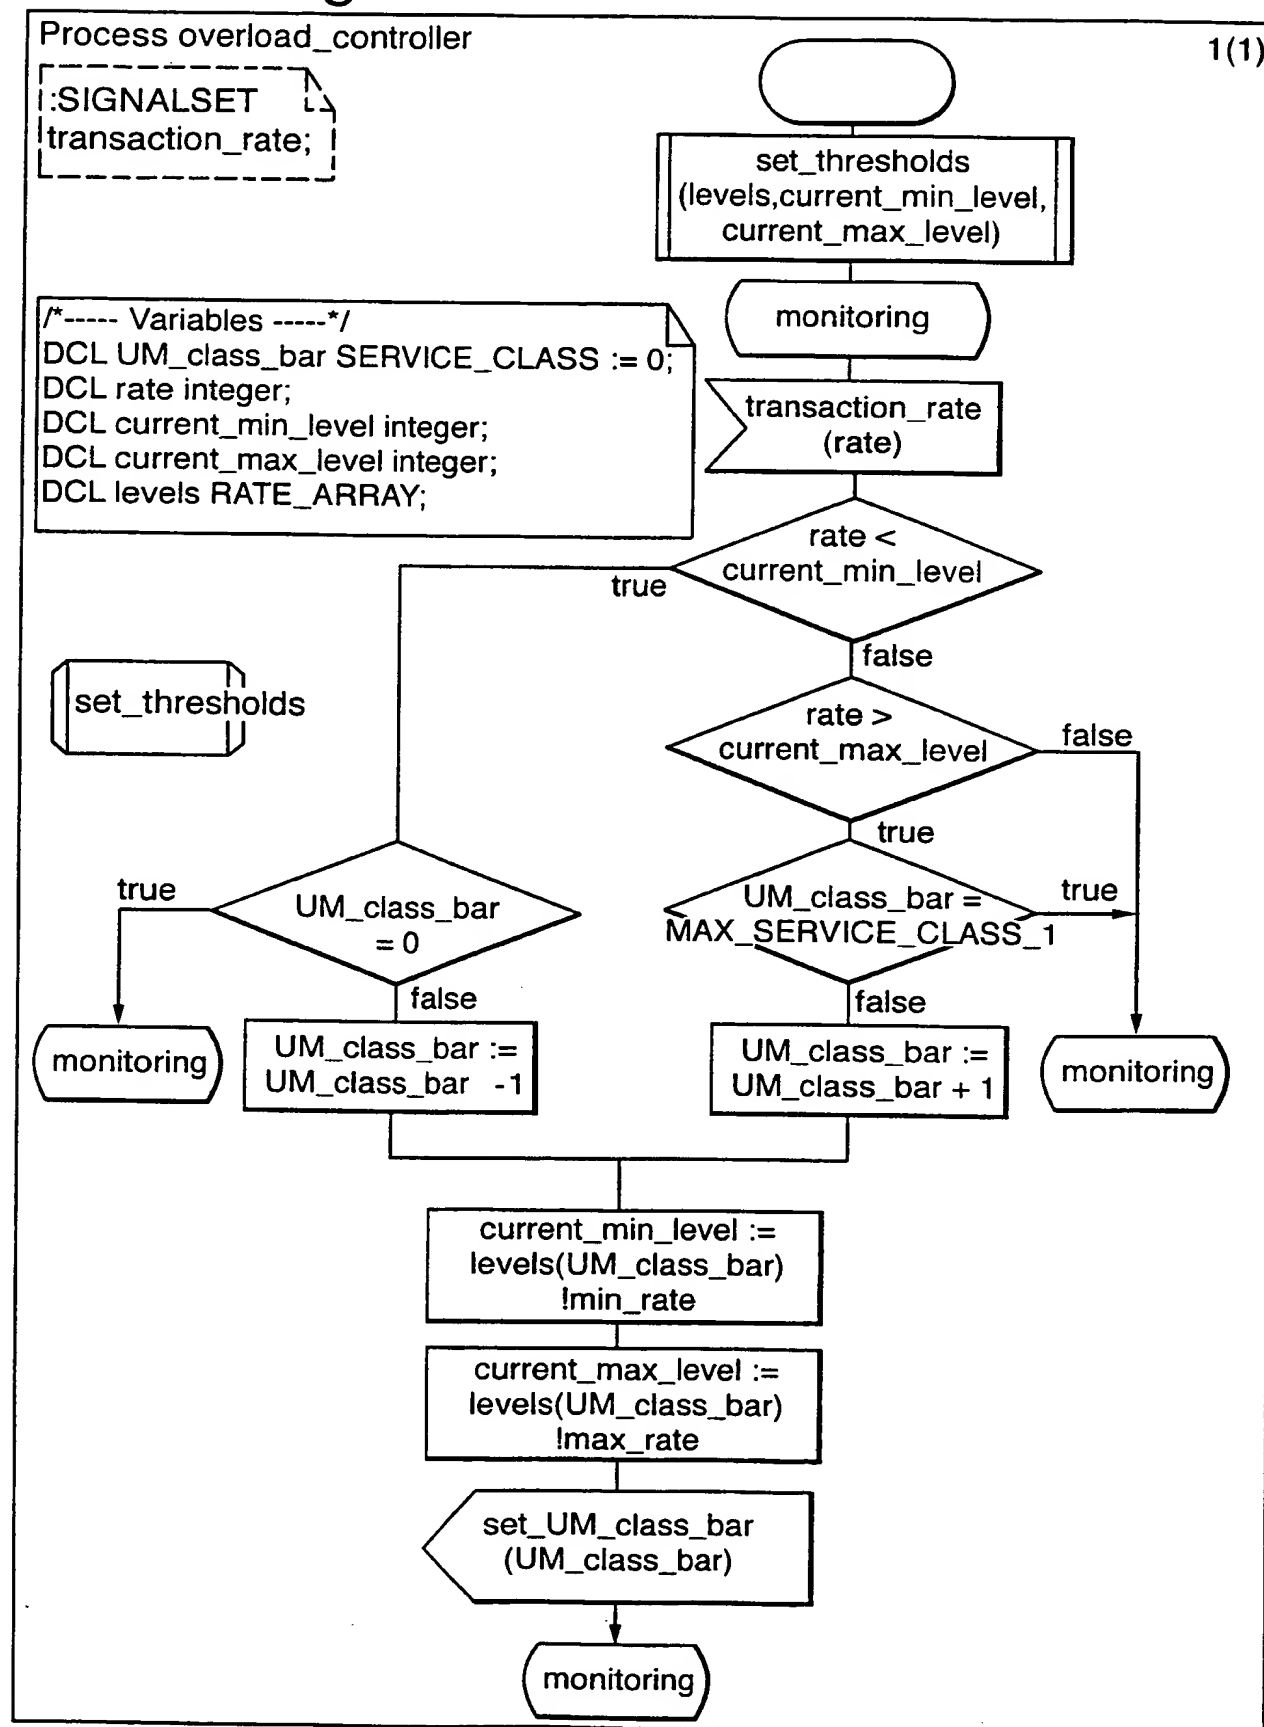 Process overload_controller
1(1)
:SIGNALSET
transaction_rate;
set_thresholds
(levels,current_min_level,
current_max_level)
monitoring
/*----- Variables -----*/
DCL UM_class_bar SERVICE_CLASS := 0;
DCL rate integer;
DCL current_min_level integer;
DCL current_max_level integer;
DCL levels RATE_ARRAY;
transaction_rate
(rate)
rate <
current_min_level
true
false
set_thresholds
rate >
current_max_level
false
true
true
UM_class_bar
= 0
UM_class_bar =
MAX_SERVICE_CLASS_1
true
false
false
monitoring
UM_class_bar :=
UM_class_bar -1
UM_class_bar :=
UM_class_bar + 1
monitoring
current_min_level :=
levels(UM_class_bar)
!min_rate
current_max_level :=
levels(UM_class_bar)
!max_rate
set_UM_class_bar
(UM_class_bar)
monitoring